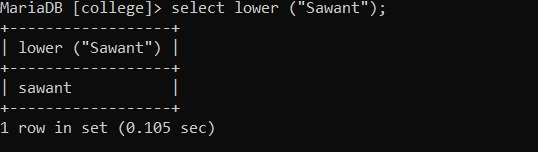 MariaDB [college]> select lower ("Sawant");
+------------------+
| lower ("Sawant") |
+------------------+
| sawant           |
+------------------+
1 row in set (0.105 sec)